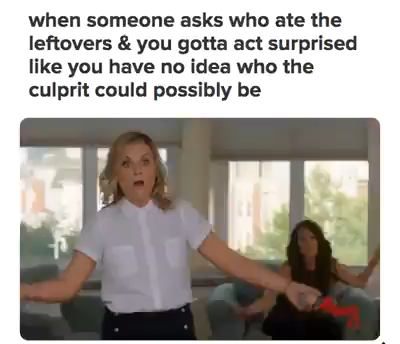 when someone asks who ate the
leftovers & you gotta act surprised
like you have no idea who the
culprit could possibly be